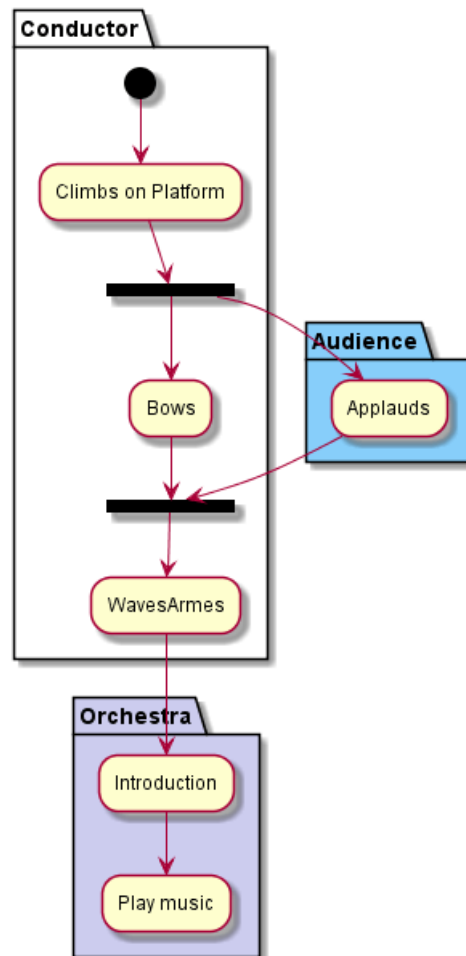 Conductor
Climbs on Platform
Audience
Bows
Applauds
WavesArmes
Orchestra
Introduction
Play music